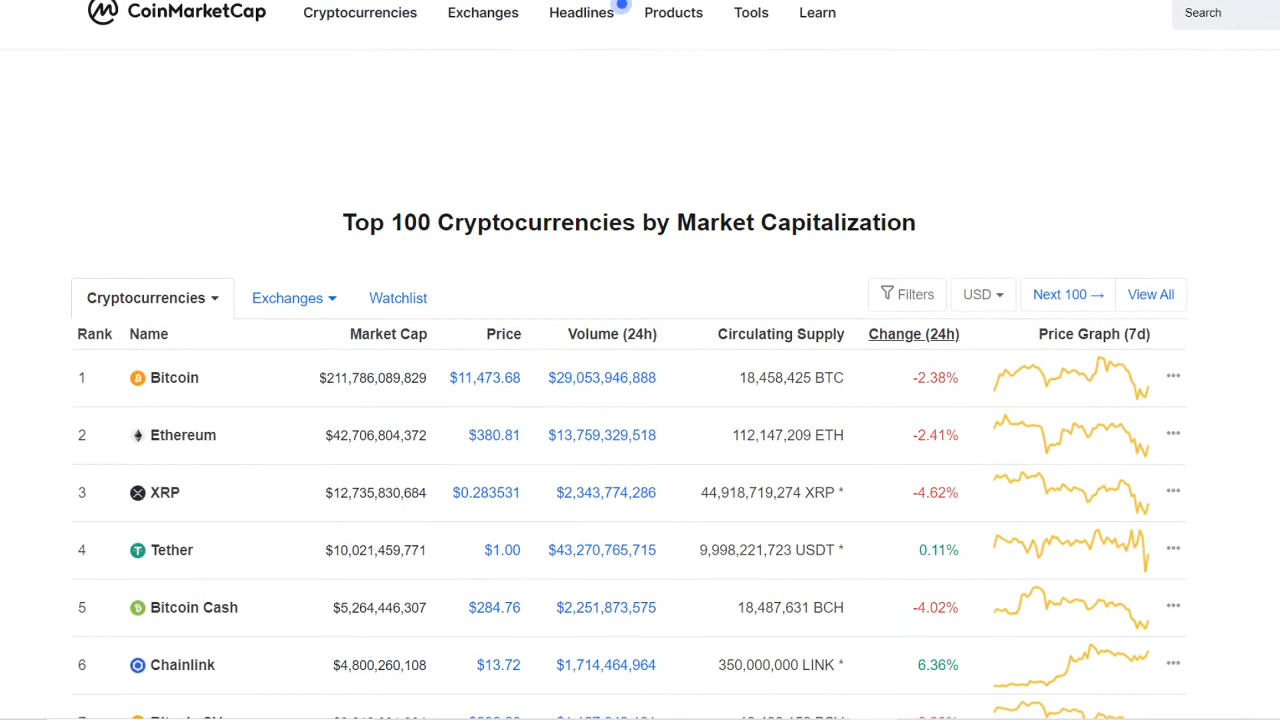 CoinMarketCap Cryptocurrencies Exchanges Headlines Products Tools Learn Search
Top 100 Cryptocurrencies by Market Capitalization
Cryptocurrencies Exchanges Watchlist Filters USD Next 100 → View All
Rank Name Market Cap Price Volume (24h) Circulating Supply Change (24h) Price Graph (7d)
1 Bitcoin $211,786,089,829 $11,473.68 $29,053,946,888 18,458,425 BTC -2.38%
2 Ethereum $42,706,804,372 $380.81 $13,759,329,518 112,147,209 ETH -2.41%
3 XRP $12,735,830,684 $0.283531 $2,343,774,286 44,918,719,274 XRP * -4.62%
4 Tether $10,021,459,771 $1.00 $43,270,765,715 9,998,221,723 USDT * 0.11%
5 Bitcoin Cash $5,264,446,307 $284.76 $2,251,873,575 18,487,631 BCH -4.02%
6 Chainlink $4,800,260,108 $13.72 $1,714,464,964 350,000,000 LINK * 6.36%